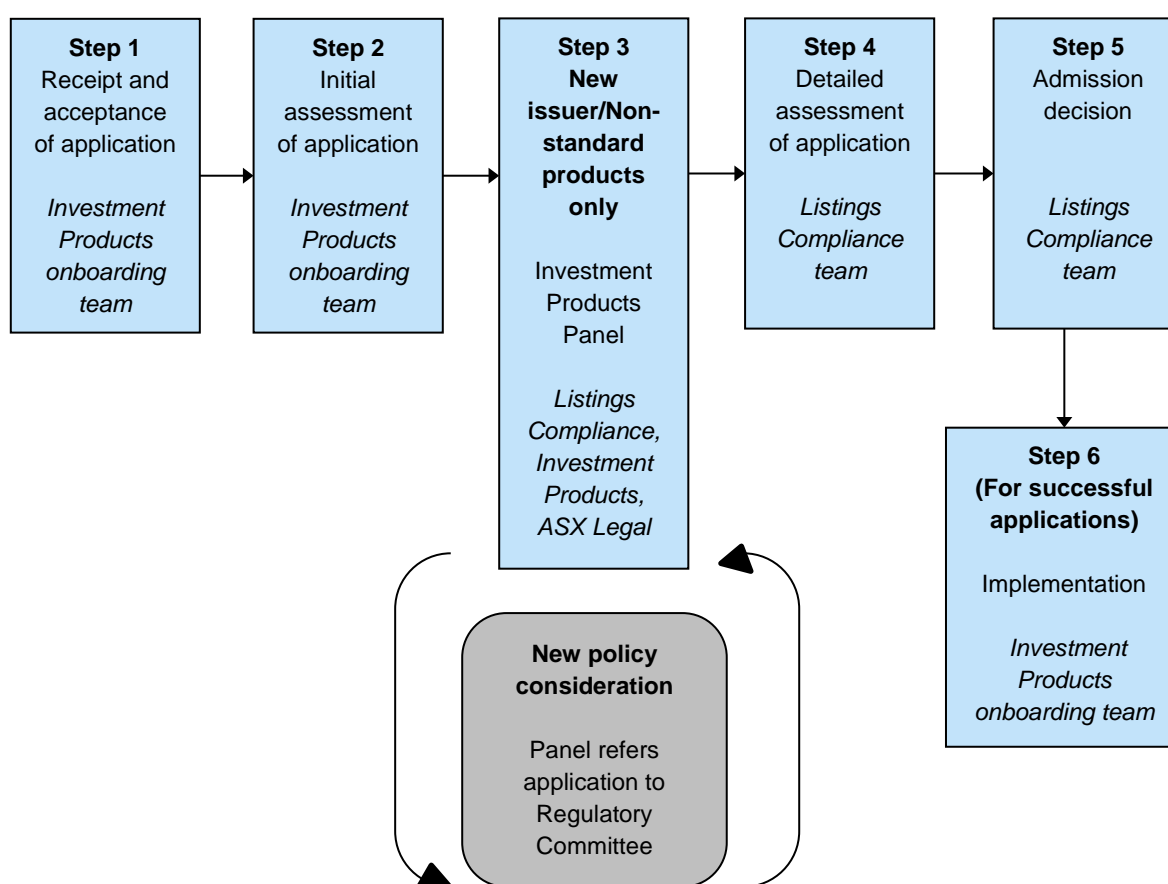 Step 1
Receipt and
acceptance
of application
Investment
Products
onboarding
team
Step 2
Initial
assessment
of application
Investment
Products
onboarding
team
Step 3
New
issuer/Non-
standard
products
only
Investment
Products
Panel
Listings
Compliance,
Investment
Products,
ASX Legal
Step 4
Detailed
assessment
of application
Listings
Compliance
team
Step 5
Admission
decision
Listings
Compliance
team
Step 6
(For successful
applications)
Implementation
Investment
Products
onboarding team
New policy
consideration
Panel refers
application to
Regulatory
Committee